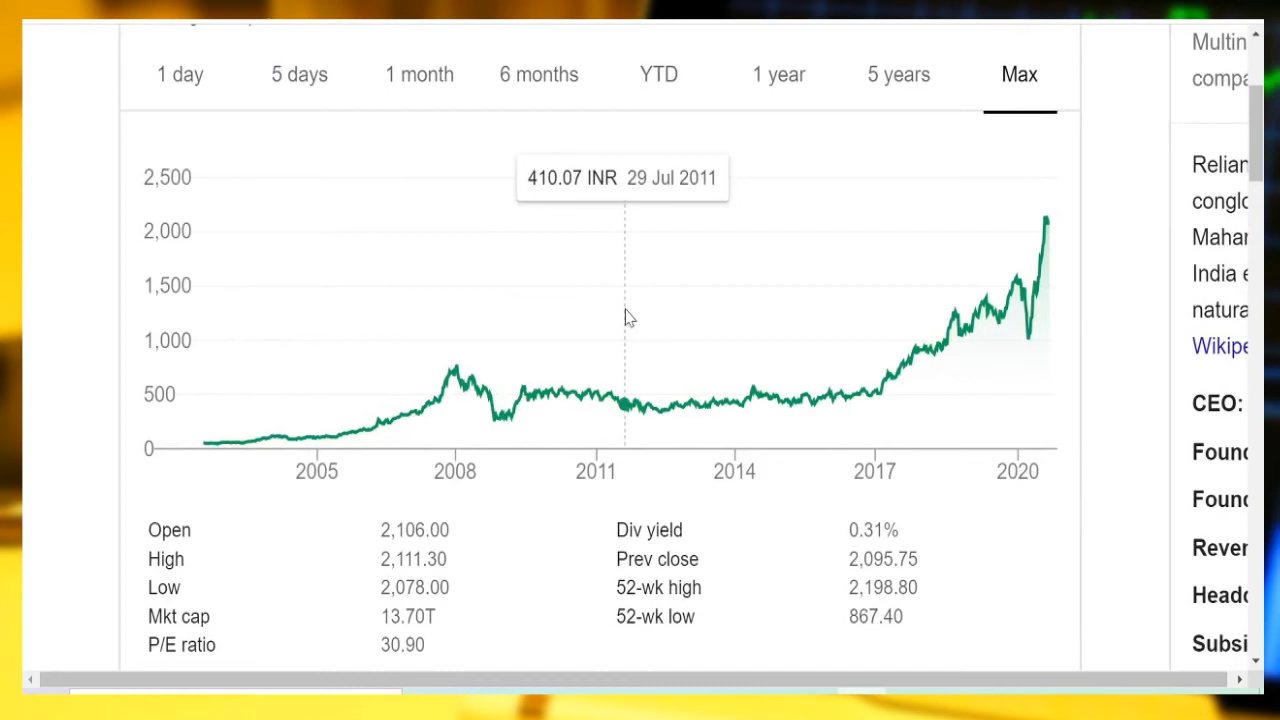 1 day 5 days 1 month 6 months YTD 1 year 5 years Max
410.07 INR 29 Jul 2011
2,500
2,000
1,500
1,000
500
0
2005 2008 2011 2014 2017 2020
Open 2,106.00 Div yield 0.31%
High 2,111.30 Prev close 2,095.75
Low 2,078.00 52-wk high 2,198.80
Mkt cap 13.70T 52-wk low 867.40
P/E ratio 30.90
Multin
compa
Relian
conglo
Mahar
India e
natura
Wikipe
CEO:
Found
Found
Reven
Headq
Subsi